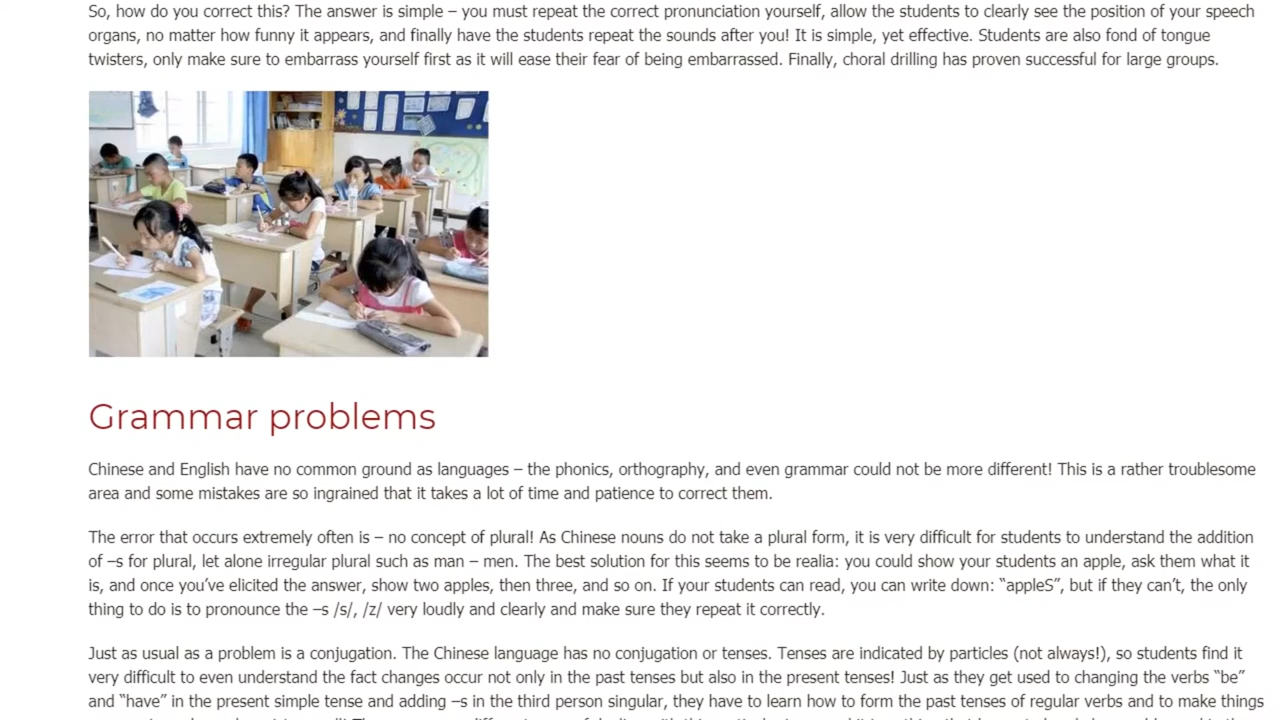 So, how do you correct this? The answer is simple – you must repeat the correct pronunciation yourself, allow the students to clearly see the position of your speech
organs, no matter how funny it appears, and finally have the students repeat the sounds after you! It is simple, yet effective. Students are also fond of tongue
twisters, only make sure to embarrass yourself first as it will ease their fear of being embarrassed. Finally, choral drilling has proven successful for large groups.
Grammar problems
Chinese and English have no common ground as languages – the phonics, orthography, and even grammar could not be more different! This is a rather troublesome
area and some mistakes are so ingrained that it takes a lot of time and patience to correct them.
The error that occurs extremely often is – no concept of plural! As Chinese nouns do not take a plural form, it is very difficult for students to understand the addition
of –s for plural, let alone irregular plural such as man – men. The best solution for this seems to be realia: you could show your students an apple, ask them what it
is, and once you’ve elicited the answer, show two apples, then three, and so on. If your students can read, you can write down: “appleS”, but if they can’t, the only
thing to do is to pronounce the –s /s/, /z/ very loudly and clearly and make sure they repeat it correctly.
Just as usual as a problem is a conjugation. The Chinese language has no conjugation or tenses. Tenses are indicated by particles (not always!), so students find it
very difficult to even understand the fact changes occur not only in the past tenses but also in the present tenses! Just as they get used to changing the verbs “be”
and “have” in the present simple tense and adding –s in the third person singular, they have to learn how to form the past tenses of regular verbs and to make things